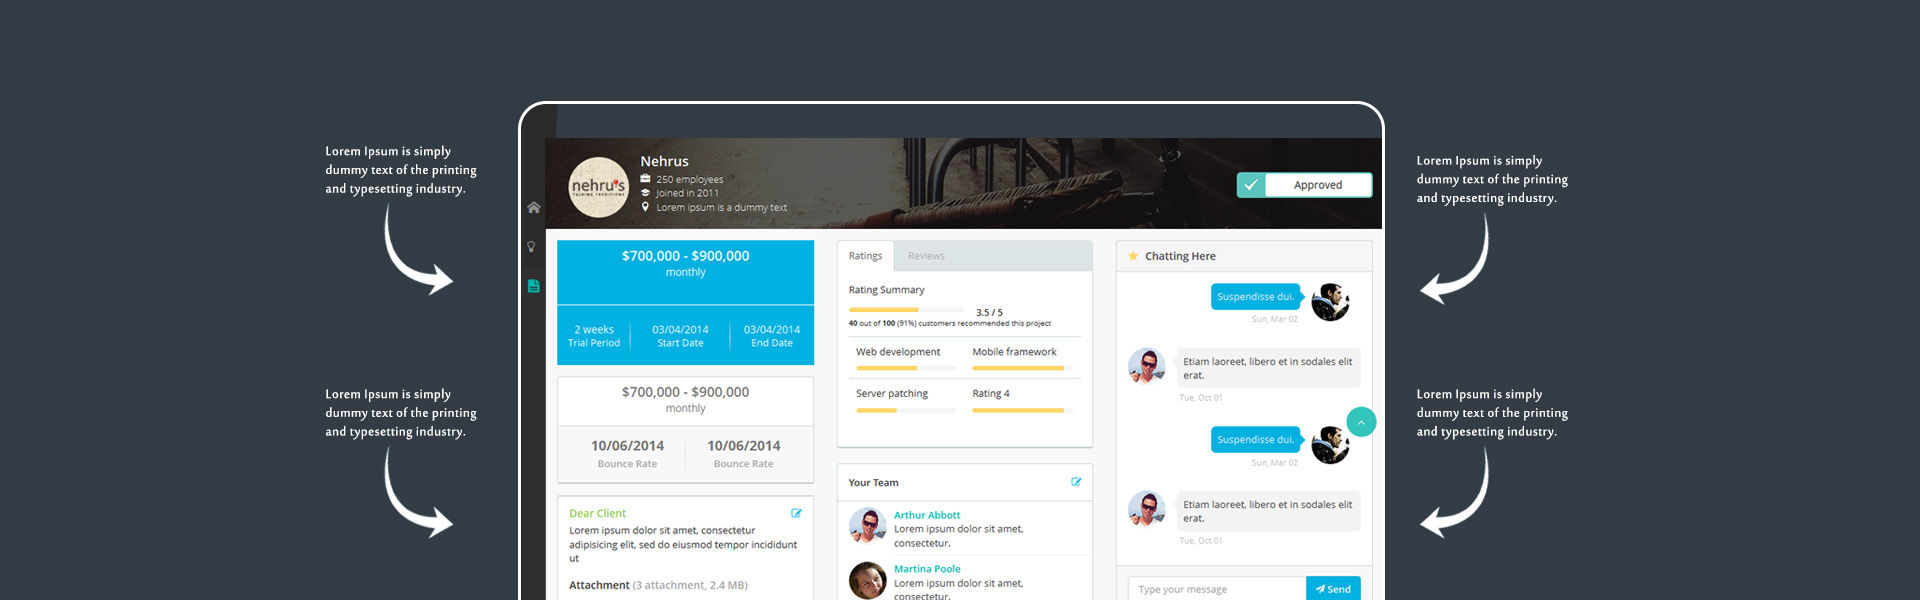 Lorem Ipsum is simply
dummy text of the printing
and typesetting industry.
Lorem Ipsum is simply
dummy text of the printing
and typesetting industry.
nehru's
Nehrus
250 employees
Joined in 2011
Lorem ipsum is a dummy text
Approved
$700,000 - $900,000
monthly
2 weeks
Trial Period
03/04/2014
Start Date
03/04/2014
End Date
$700,000 - $900,000
monthly
10/06/2014
Bounce Rate
10/06/2014
Bounce Rate
Dear Client
Lorem ipsum dolor sit amet, consectetur
adipisicing elit, sed do eiusmod tempor incididunt
ut
Attachment (3 attachment, 2.4 MB)
Ratings
Reviews
Rating Summary
3.5 / 5
40 out of 100 (91%) customers recommended this project
Web development
Mobile framework
Server patching
Rating 4
Your Team
Arthur Abbott
Lorem ipsum dolor sit amet,
consectetur.
Martina Poole
Lorem ipsum dolor sit amet,
consectetur.
Chatting Here
Suspendisse dui.
Sun, Mar 02
Etiam laoreet, libero et in sodales elit
erat.
Tue, Oct 01
Suspendisse dui.
Sun, Mar 02
Etiam laoreet, libero et in sodales elit
erat.
Tue, Oct 01
Type your message
Send
Lorem Ipsum is simply
dummy text of the printing
and typesetting industry.
Lorem Ipsum is simply
dummy text of the printing
and typesetting industry.